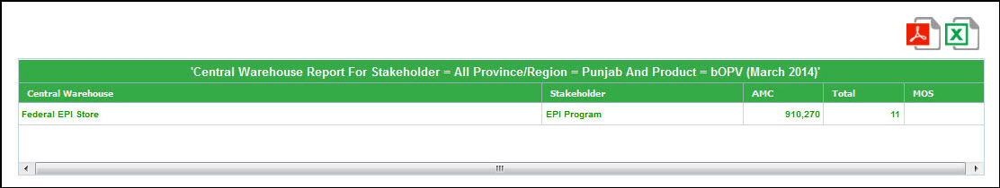 'Central Warehouse Report For Stakeholder = All Province/Region = Punjab And Product = bOPV (March 2014)'
Central Warehouse Stakeholder AMC Total MOS
Federal EPI Store EPI Program 910,270 11